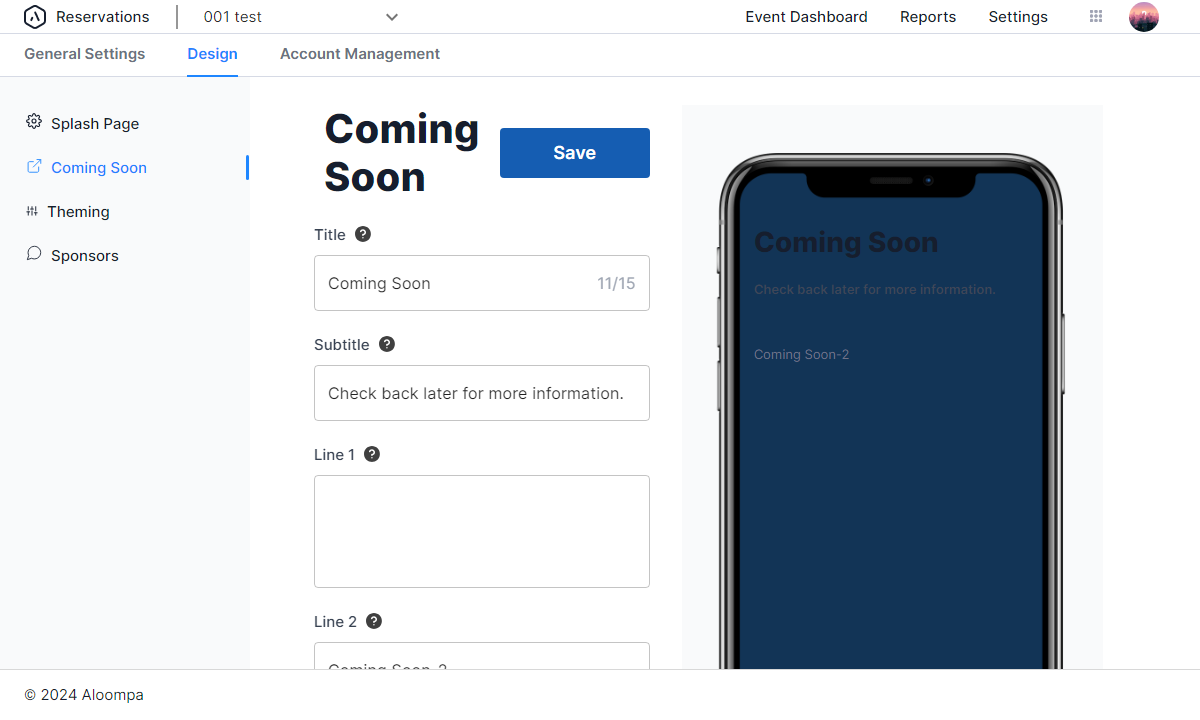 Reservations
001 test
Event Dashboard
Reports
Settings
General Settings
Design
Account Management
Splash Page
Coming Soon
Theming
Sponsors
Coming
Soon
Save
Title
Coming Soon
11/15
Subtitle
Check back later for more information.
Line 1
Line 2
Coming Soon-2
Coming Soon
Check back later for more information.
Coming Soon-2
© 2024 Aloompa